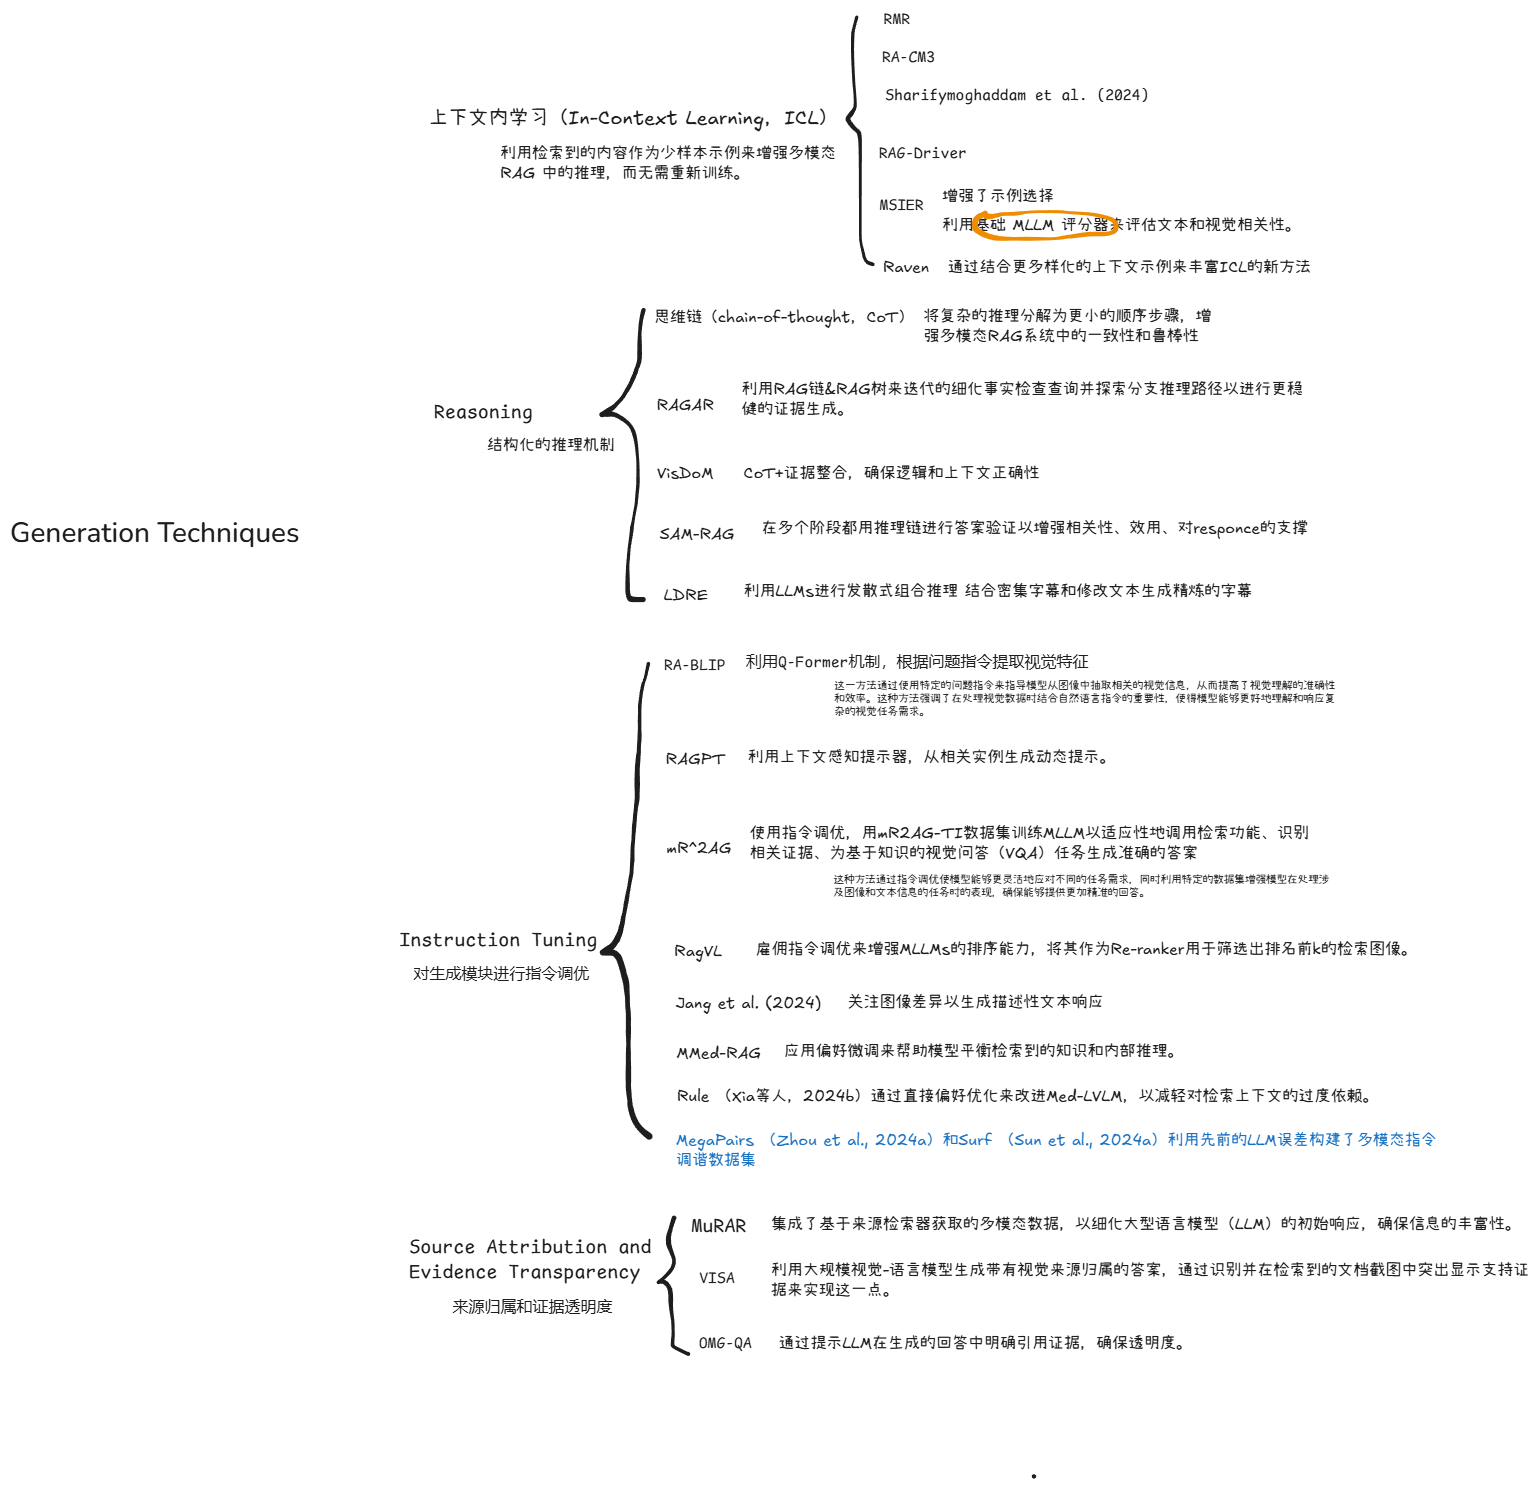 RMR
RA-CM3
Sharifymoghaddam et al. (2024)
上下文内学习（In-Context Learning, ICL）
利用检索到的内容作为少样本示例来增强多模态
RAG 中的推理，而无需重新训练。
RAG-Driver
MSIER
增强了示例选择
利用基础 MLLM 评分器来评估文本和视觉相关性。
Raven 通过结合更多样化的上下文示例来丰富ICL的新方法
思维链（chain-of-thought, CoT） 将复杂的推理分解为更小的顺序步骤，增
强多模态RAG系统中的一致性和鲁棒性
RAGAR
利用RAG链&RAG树来迭代的细化事实检查查询并探索分支推理路径以进行更稳
健的证据生成。
Reasoning
结构化的推理机制
VisDoM CoT+证据整合，确保逻辑和上下文正确性
Generation Techniques
SAM-RAG 在多个阶段都用推理链进行答案验证以增强相关性、效用、对responce的支撑
LDRE 利用LLMs进行发散式组合推理 结合密集字幕和修改文本生成精炼的字幕
RA-BLIP 利用Q-Former机制，根据问题指令提取视觉特征
这一方法通过使用特定的问题指令来指导模型从图像中抽取相关的视觉信息，从而提高了视觉理解的准确性
和效率。这种方法强调了在处理视觉数据时结合自然语言指令的重要性，使得模型能够更好地理解和响应复
杂的视觉任务需求。
RAGPT 利用上下文感知提示器，从相关实例生成动态提示。
mR^2AG
使用指令调优，用mR2AG-TI数据集训练MLLM以适应性地调用检索功能、识别
相关证据、为基于知识的视觉问答（VQA）任务生成准确的答案
这种方法通过指令调优使模型能够更灵活地应对不同的任务需求，同时利用特定的数据集增强模型在处理涉
及图像和文本信息的任务时的表现，确保能够提供更加精准的回答。
Instruction Tuning
对生成模块进行指令调优
RagVL 雇佣指令调优来增强MLLMs的排序能力，将其作为Re-ranker用于筛选出排名前k的检索图像。
Jang et al. (2024) 关注图像差异以生成描述性文本响应
MMed-RAG 应用偏好微调来帮助模型平衡检索到的知识和内部推理。
Rule （Xia等人，2024b）通过直接偏好优化来改进Med-LVLM，以减轻对检索上下文的过度依赖。
MegaPairs （Zhou et al., 2024a）和Surf （Sun et al., 2024a）利用先前的LLM误差构建了多模态指令
调谐数据集
MuRAR 集成了基于来源检索器获取的多模态数据，以细化大型语言模型（LLM）的初始响应，确保信息的丰富性。
Source Attribution and
Evidence Transparency
来源归属和证据透明度
VISA
利用大规模视觉-语言模型生成带有视觉来源归属的答案，通过识别并在检索到的文档截图中突出显示支持证
据来实现这一点。
OMG-QA 通过提示LLM在生成的回答中明确引用证据，确保透明度。